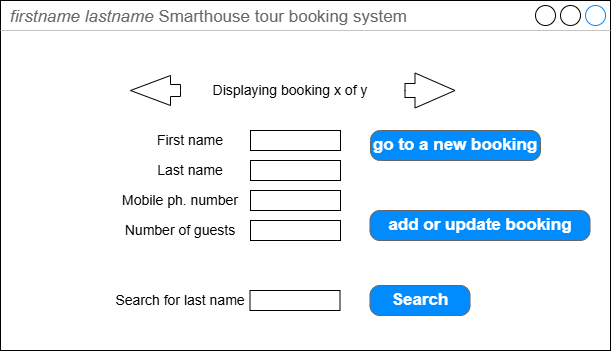 firstname lastname Smarthouse tour booking system
Displaying booking x of y
First name
go to a new booking
Last name
Mobile ph. number
Number of guests
add or update booking
Search for last name
Search